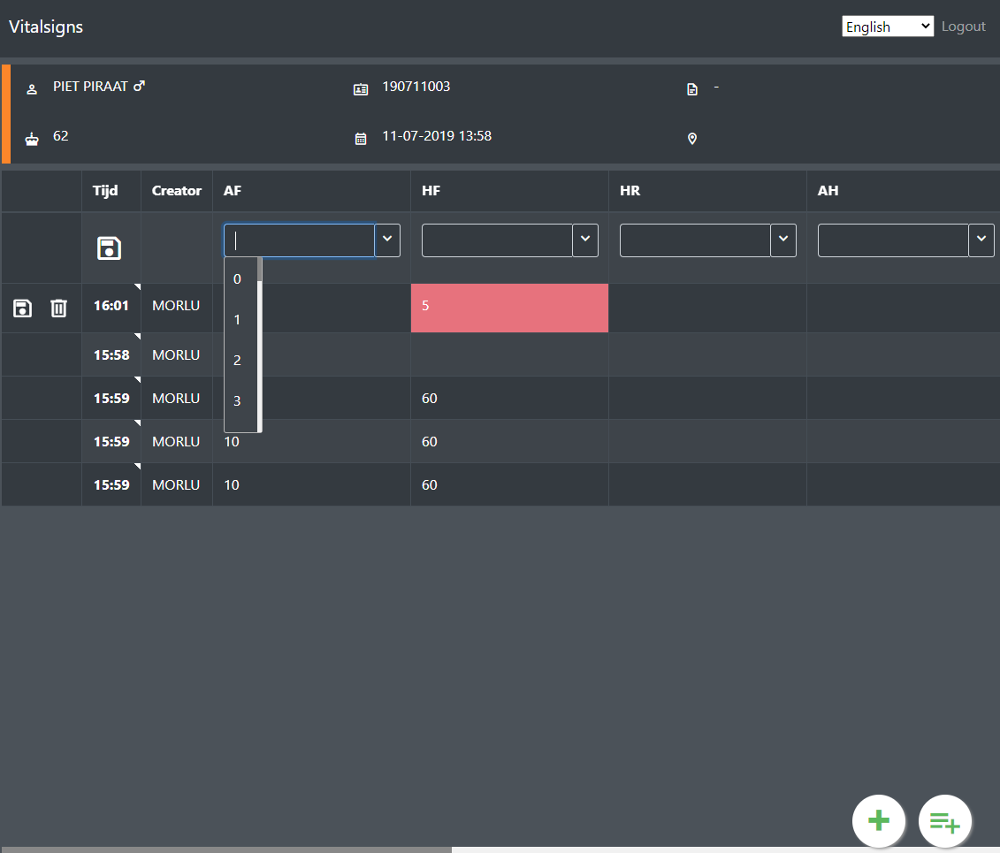 Vitalsigns
English Logout
PIET PIRAAT 190711003 -
62 11-07-2019 13:58
Tijd Creator AF HF HR AH
0
1
2
3
16:01 MORLU 5
15:58 MORLU
15:59 MORLU 60
15:59 MORLU 10 60
15:59 MORLU 10 60